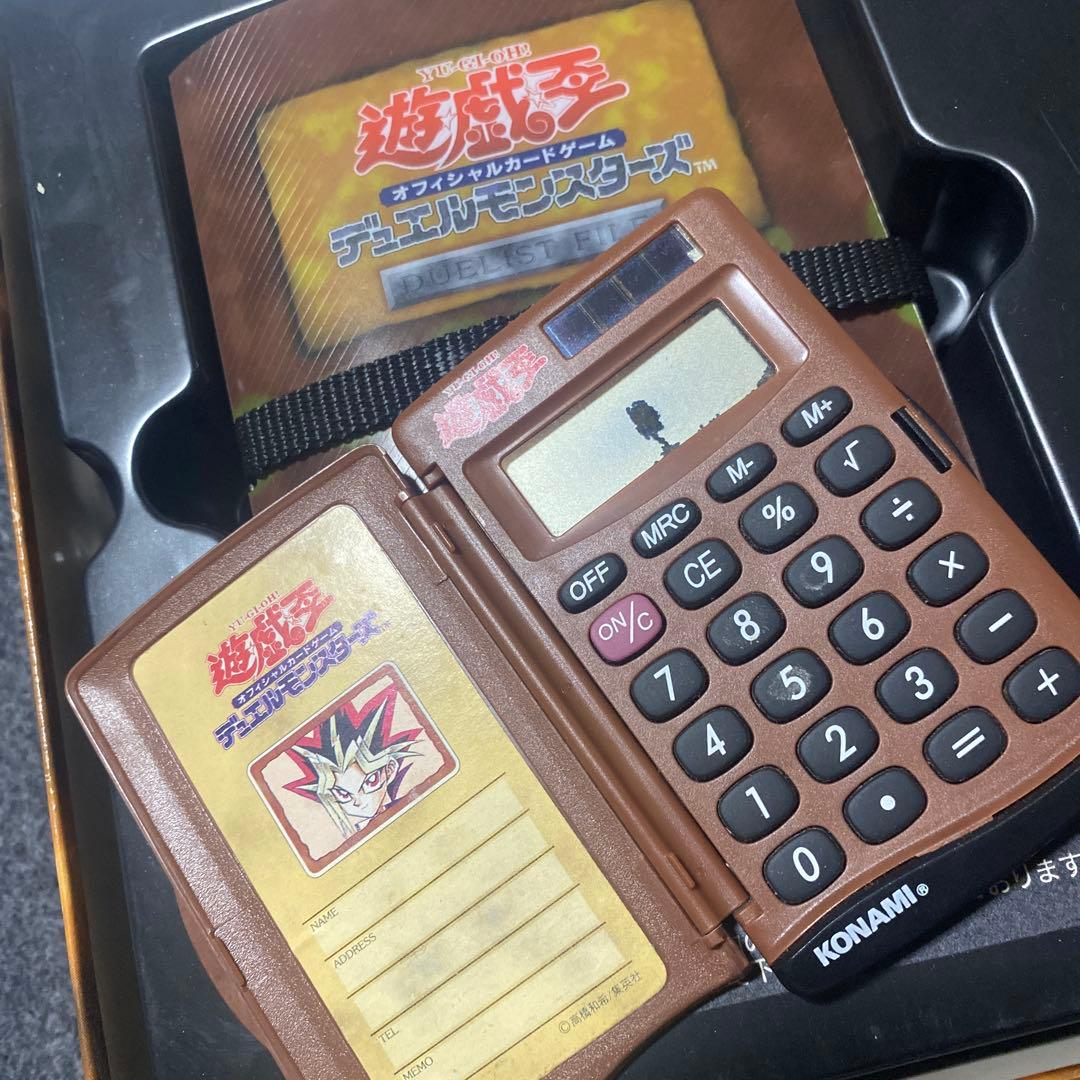 YU-GI-OH!
遊☆戯☆王
オフィシャルカードゲーム
デュエルモンスターズ™
DUELIST FILE
YU-GI-OH!
遊戯王
M+
M-
√
MRC
%
÷
OFF
CE
9
×
ON/C
8
6
−
7
5
3
+
4
2
=
1
•
0
KONAMI®
おります
YU-GI-OH!
遊戯王
オフィシャルカードゲーム
デュエルモンスターズ™
NAME
ADDRESS
TEL
MEMO
©高橋和希/集英社